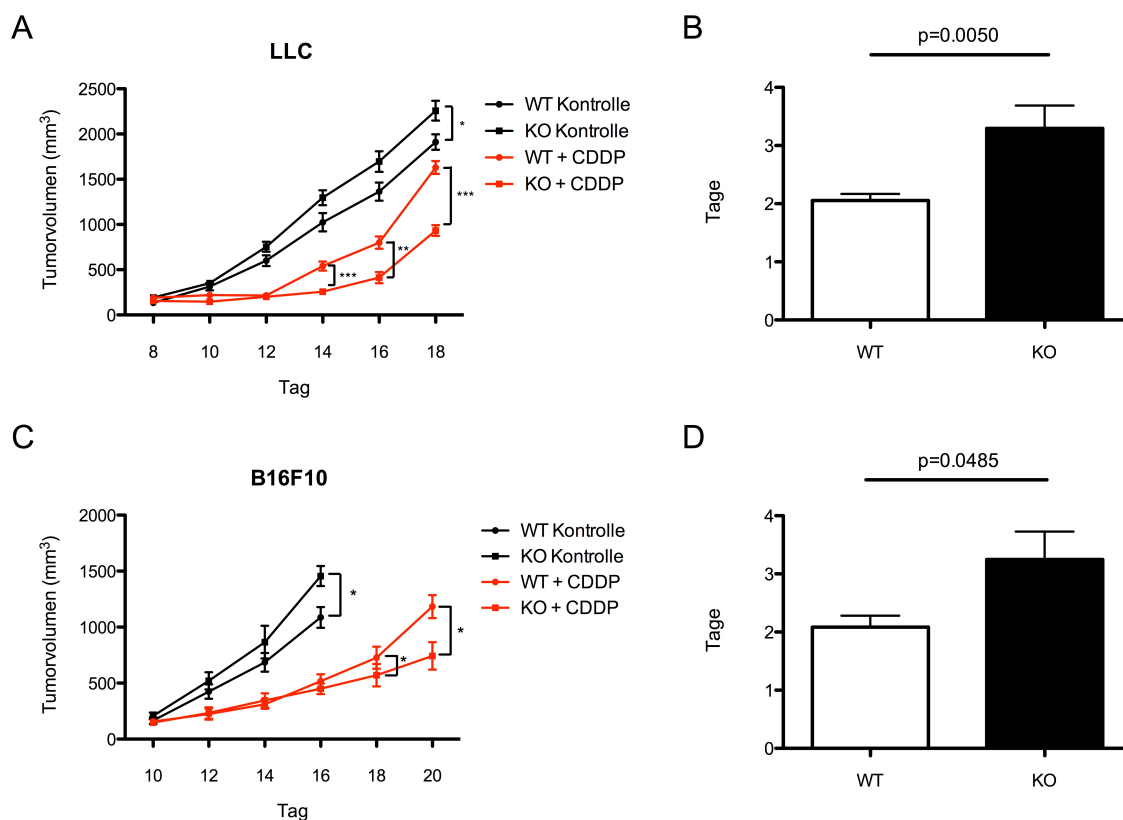 A
LLC
Tumorvolumen (mm³)
2500
2000
1500
1000
500
0
8 10 12 14 16 18
Tag
*
***
**
***
WT Kontrolle
KO Kontrolle
WT + CDDP
KO + CDDP
B
p=0.0050
Tage
4
3
2
1
0
WT KO
C
B16F10
Tumorvolumen (mm³)
2000
1500
1000
500
0
10 12 14 16 18 20
Tag
*
*
*
WT Kontrolle
KO Kontrolle
WT + CDDP
KO + CDDP
D
p=0.0485
Tage
4
3
2
1
0
WT KO